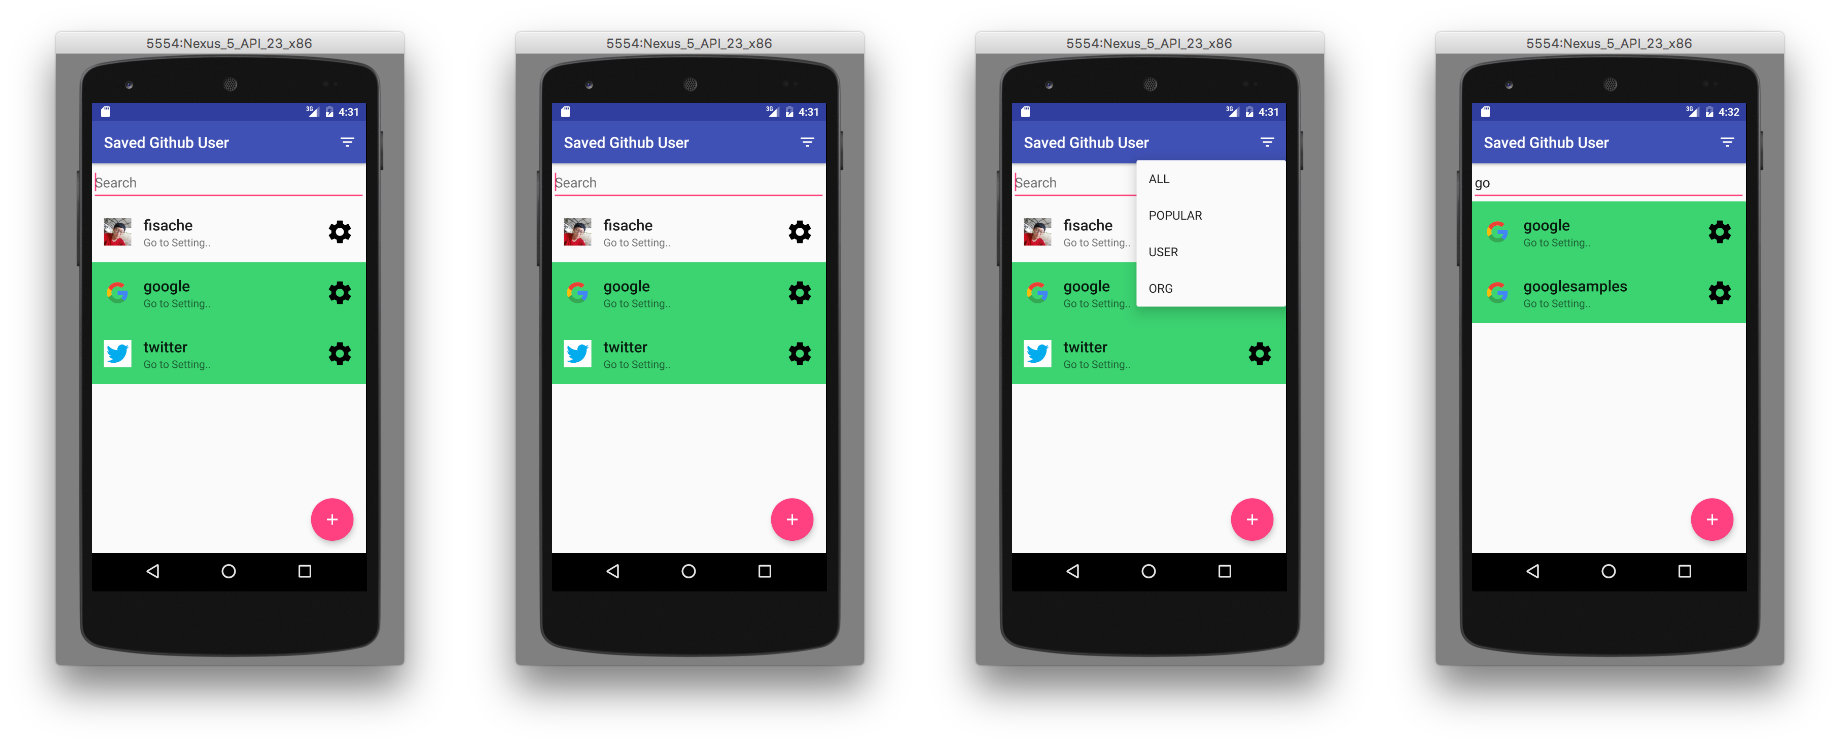 5554:Nexus_5_API_23_x86
3G 4:31
Saved Github User
Search
fisache
Go to Setting..
google
Go to Setting..
twitter
Go to Setting..
5554:Nexus_5_API_23_x86
3G 4:31
Saved Github User
Search
fisache
Go to Setting..
google
Go to Setting..
twitter
Go to Setting..
5554:Nexus_5_API_23_x86
3G 4:31
Saved Github User
Search
ALL
POPULAR
USER
ORG
fisache
Go to Setting..
google
Go to Setting..
twitter
Go to Setting..
5554:Nexus_5_API_23_x86
3G 4:32
Saved Github User
go
google
Go to Setting..
googlesamples
Go to Setting..